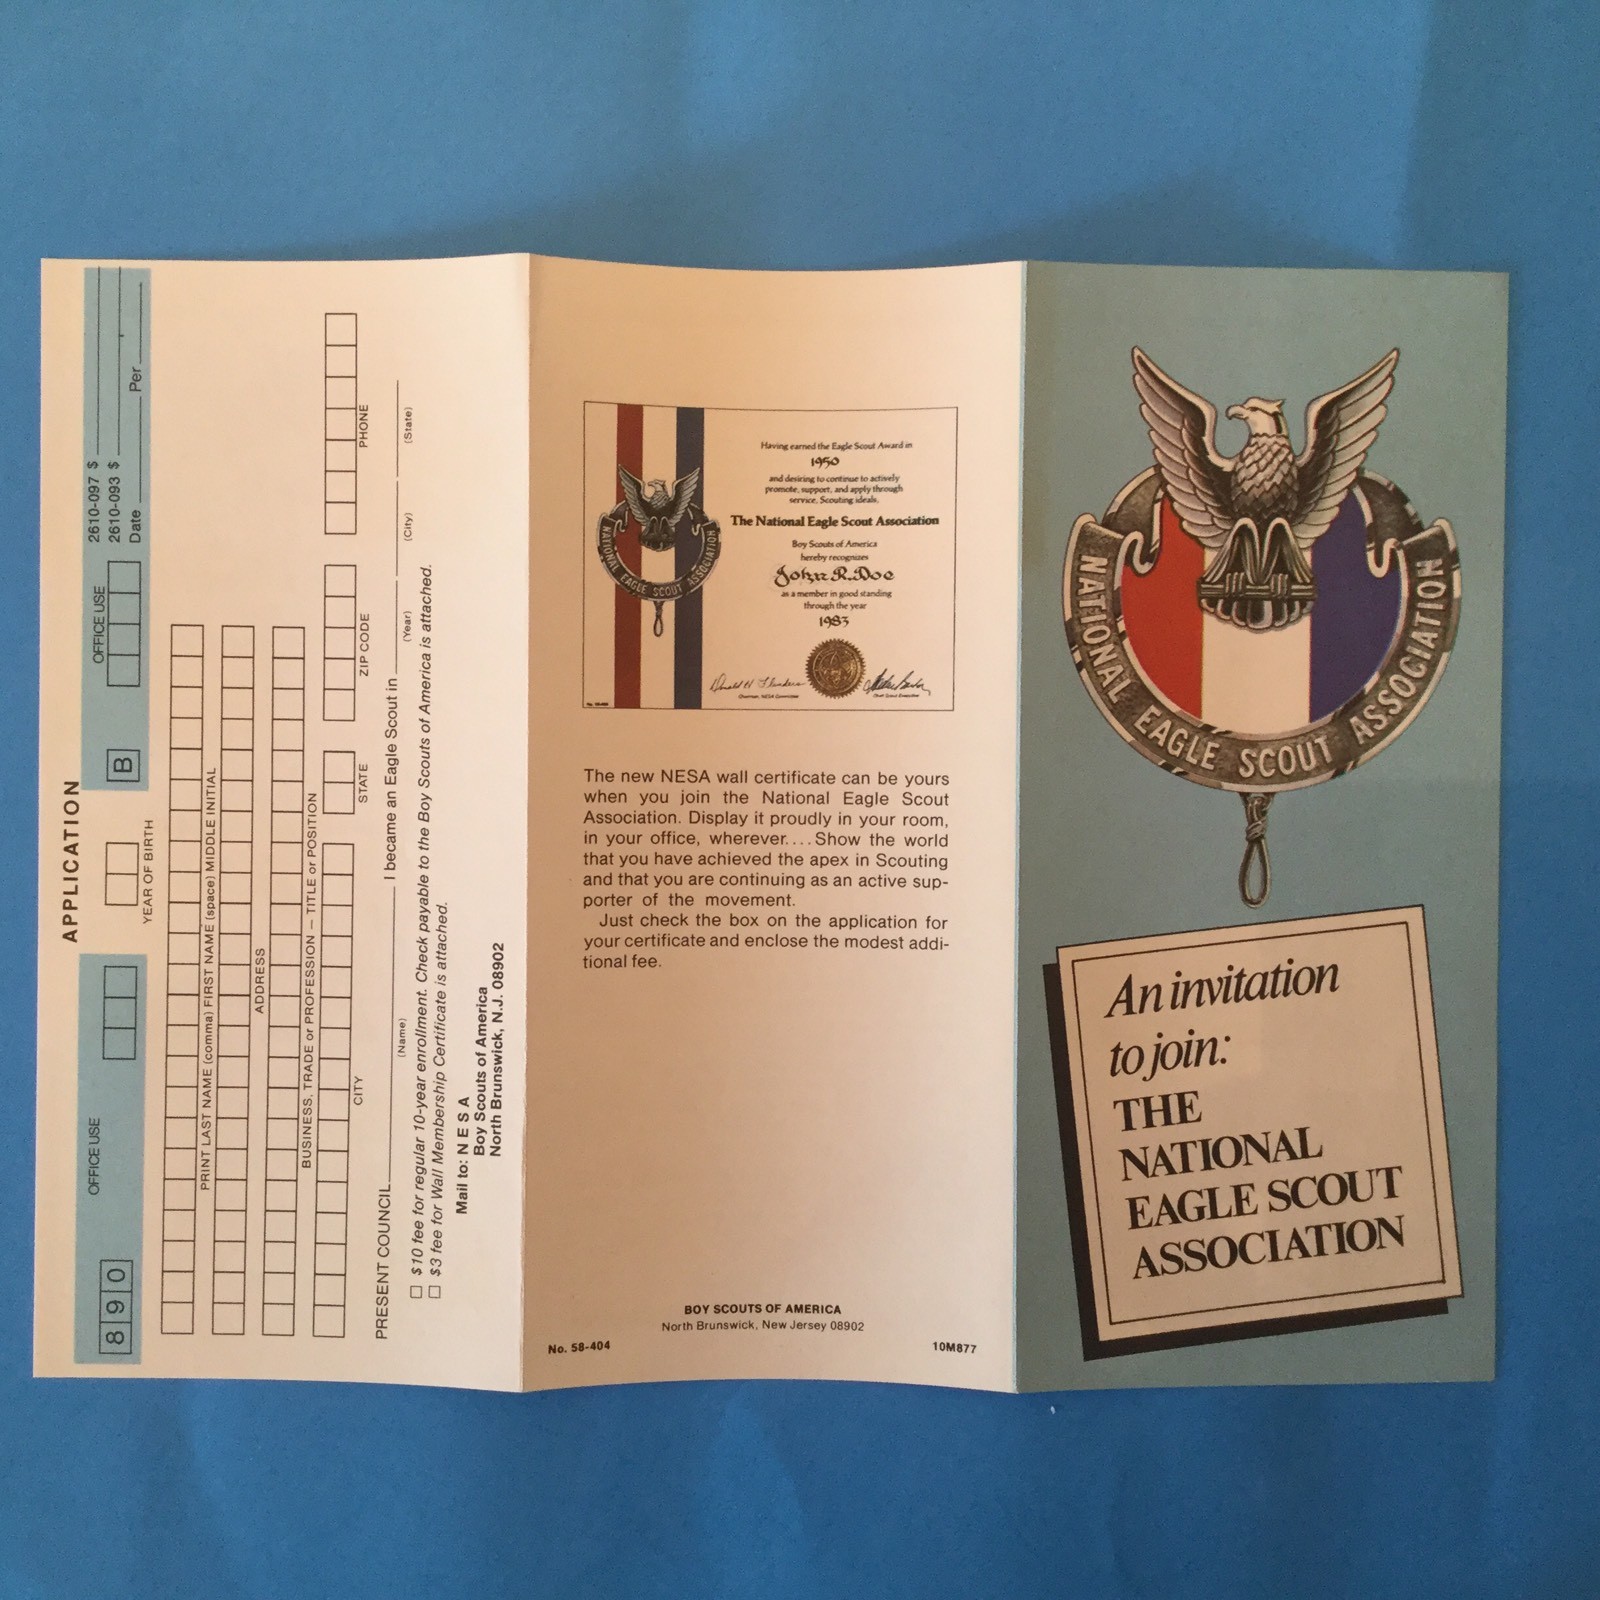 APPLICATION
OFFICE USE
8 9 0
YEAR OF BIRTH
B
OFFICE USE
2610-097 $
2610-093 $
Date Per
PRINT LAST NAME (comma) FIRST NAME (space) MIDDLE INITIAL
ADDRESS
BUSINESS, TRADE or PROFESSION — TITLE or POSITION
CITY STATE ZIP CODE PHONE
PRESENT COUNCIL I became an Eagle Scout in
(Name) (Year) (City) (State)
$10 fee for regular 10-year enrollment. Check payable to the Boy Scouts of America is attached.
$3 fee for Wall Membership Certificate is attached.
Mail to: N E S A
Boy Scouts of America
North Brunswick, N.J. 08902
Having earned the Eagle Scout Award in
1950
and desiring to continue to actively
promote, support, and apply through
service, Scouting ideals,
The National Eagle Scout Association
Boy Scouts of America
hereby recognizes
John R. Doe
as a member in good standing
through the year
1983
Chairman, NESA Committee
Chief Scout Executive
NATIONAL EAGLE SCOUT ASSOCIATION
The new NESA wall certificate can be yours
when you join the National Eagle Scout
Association. Display it proudly in your room,
in your office, wherever.... Show the world
that you have achieved the apex in Scouting
and that you are continuing as an active sup-
porter of the movement.
Just check the box on the application for
your certificate and enclose the modest addi-
tional fee.
BOY SCOUTS OF AMERICA
North Brunswick, New Jersey 08902
No. 58-404 10M877
NATIONAL EAGLE SCOUT ASSOCIATION
An invitation
to join:
THE
NATIONAL
EAGLE SCOUT
ASSOCIATION